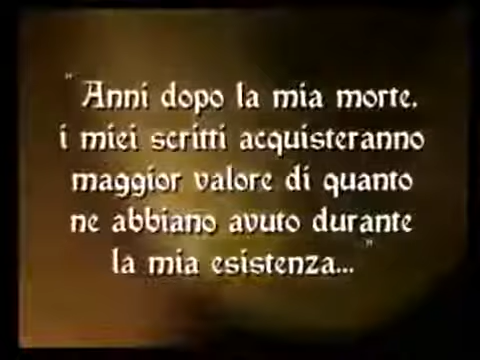 " Anni dopo la mia morte.
i miei scritti acquisteranno
maggior valore di quanto
ne abbiano avuto durante
la mia esistenza... "